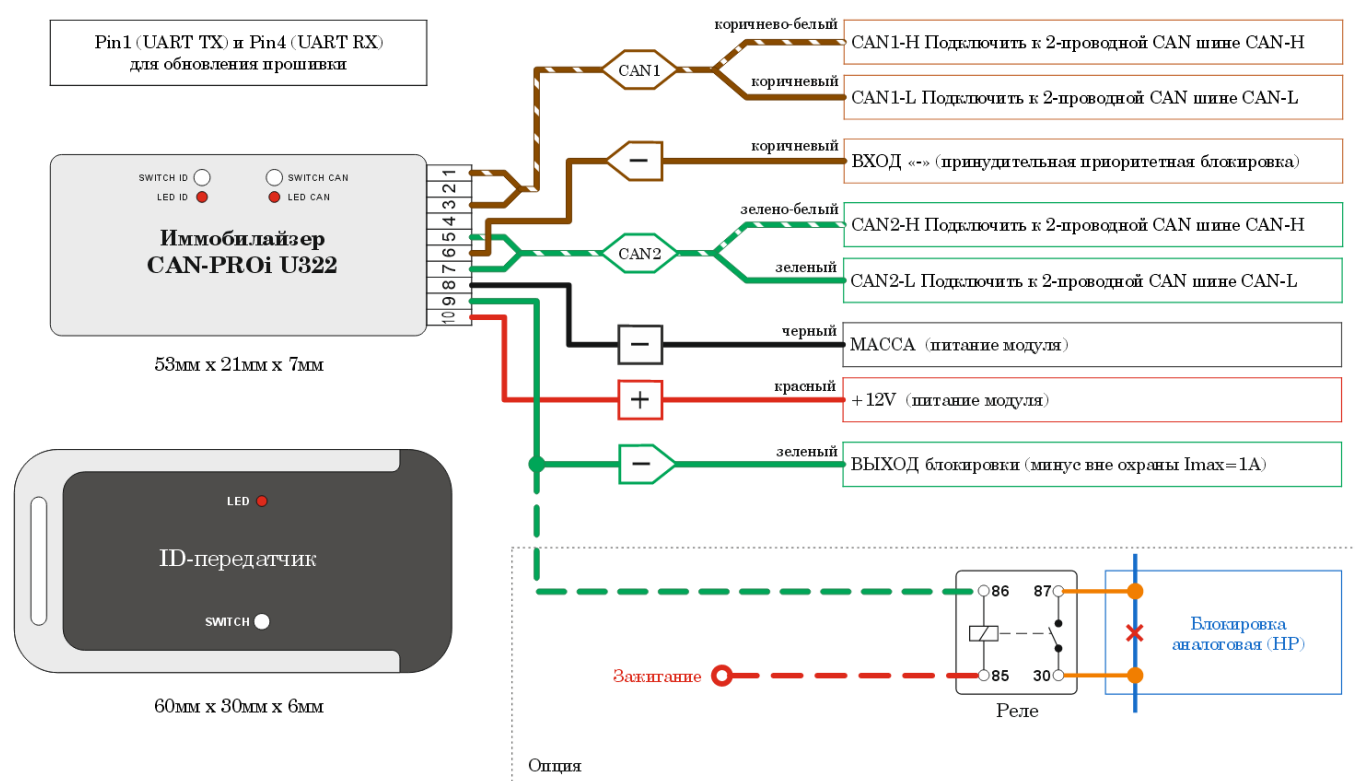 Pin1 (UART TX) и Pin4 (UART RX)
для обновления прошивки
SWITCH ID
SWITCH CAN
LED ID
LED CAN
Иммобилайзер
CAN-PROi U322
53мм x 21мм x 7мм
1
2
3
4
5
6
7
8
9
10
CAN1
коричнево-белый
CAN1-H Подключить к 2-проводной CAN шине CAN-H
коричневый
CAN1-L Подключить к 2-проводной CAN шине CAN-L
−
коричневый
ВХОД «-» (принудительная приоритетная блокировка)
CAN2
зелено-белый
CAN2-H Подключить к 2-проводной CAN шине CAN-H
зеленый
CAN2-L Подключить к 2-проводной CAN шине CAN-L
−
черный
МАССА (питание модуля)
+
красный
+12V (питание модуля)
−
зеленый
ВЫХОД блокировки (минус вне охраны Imax=1A)
LED
ID-передатчик
SWITCH
60мм x 30мм x 6мм
86
87
85
30
Реле
Зажигание
Блокировка
аналоговая (НР)
Опция